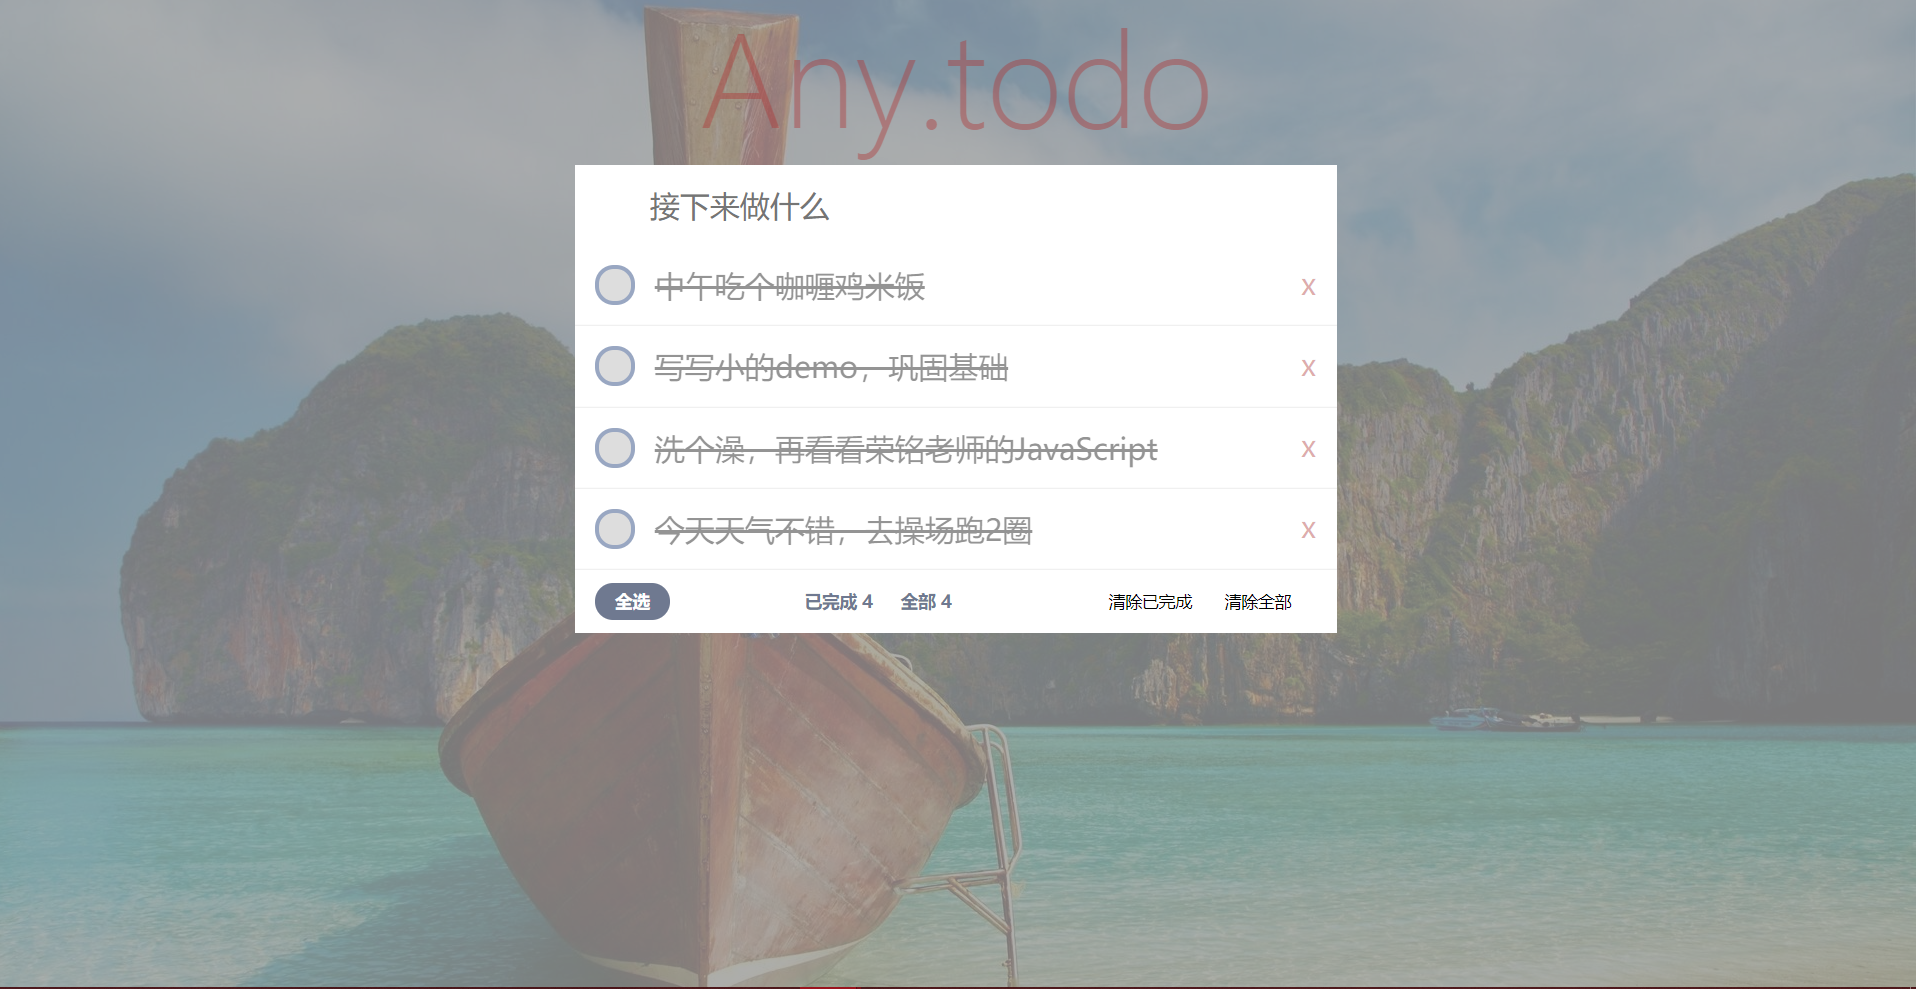 Any.todo
接下来做什么
中午吃个咖喱鸡米饭 x
写写小的demo，巩固基础 x
洗个澡，再看看荣铭老师的JavaScript x
今天天气不错，去操场跑2圈 x
全选 已完成 4 全部 4 清除已完成 清除全部